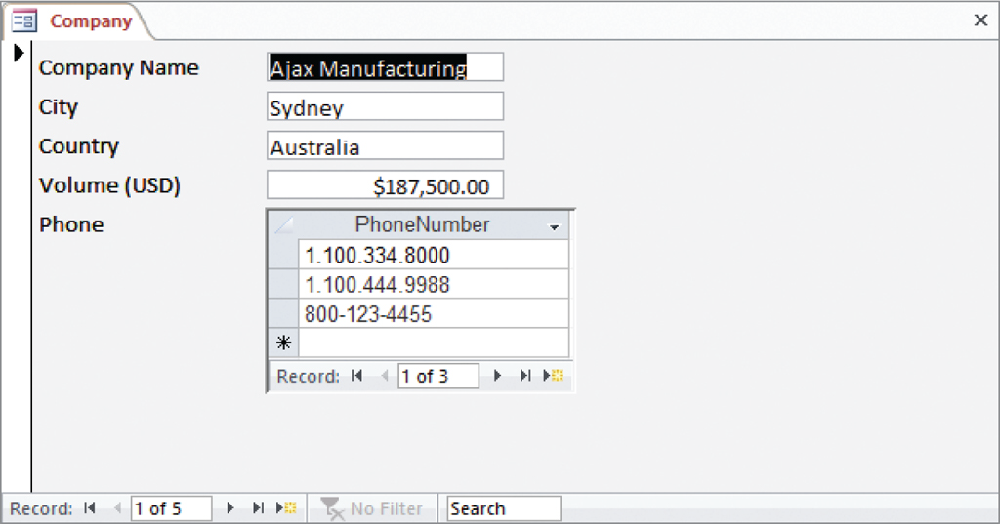 Company
Company Name Ajax Manufacturing
City Sydney
Country Australia
Volume (USD) $187,500.00
Phone PhoneNumber
1.100.334.8000
1.100.444.9988
800-123-4455
Record: 1 of 3
Record: 1 of 5 No Filter Search